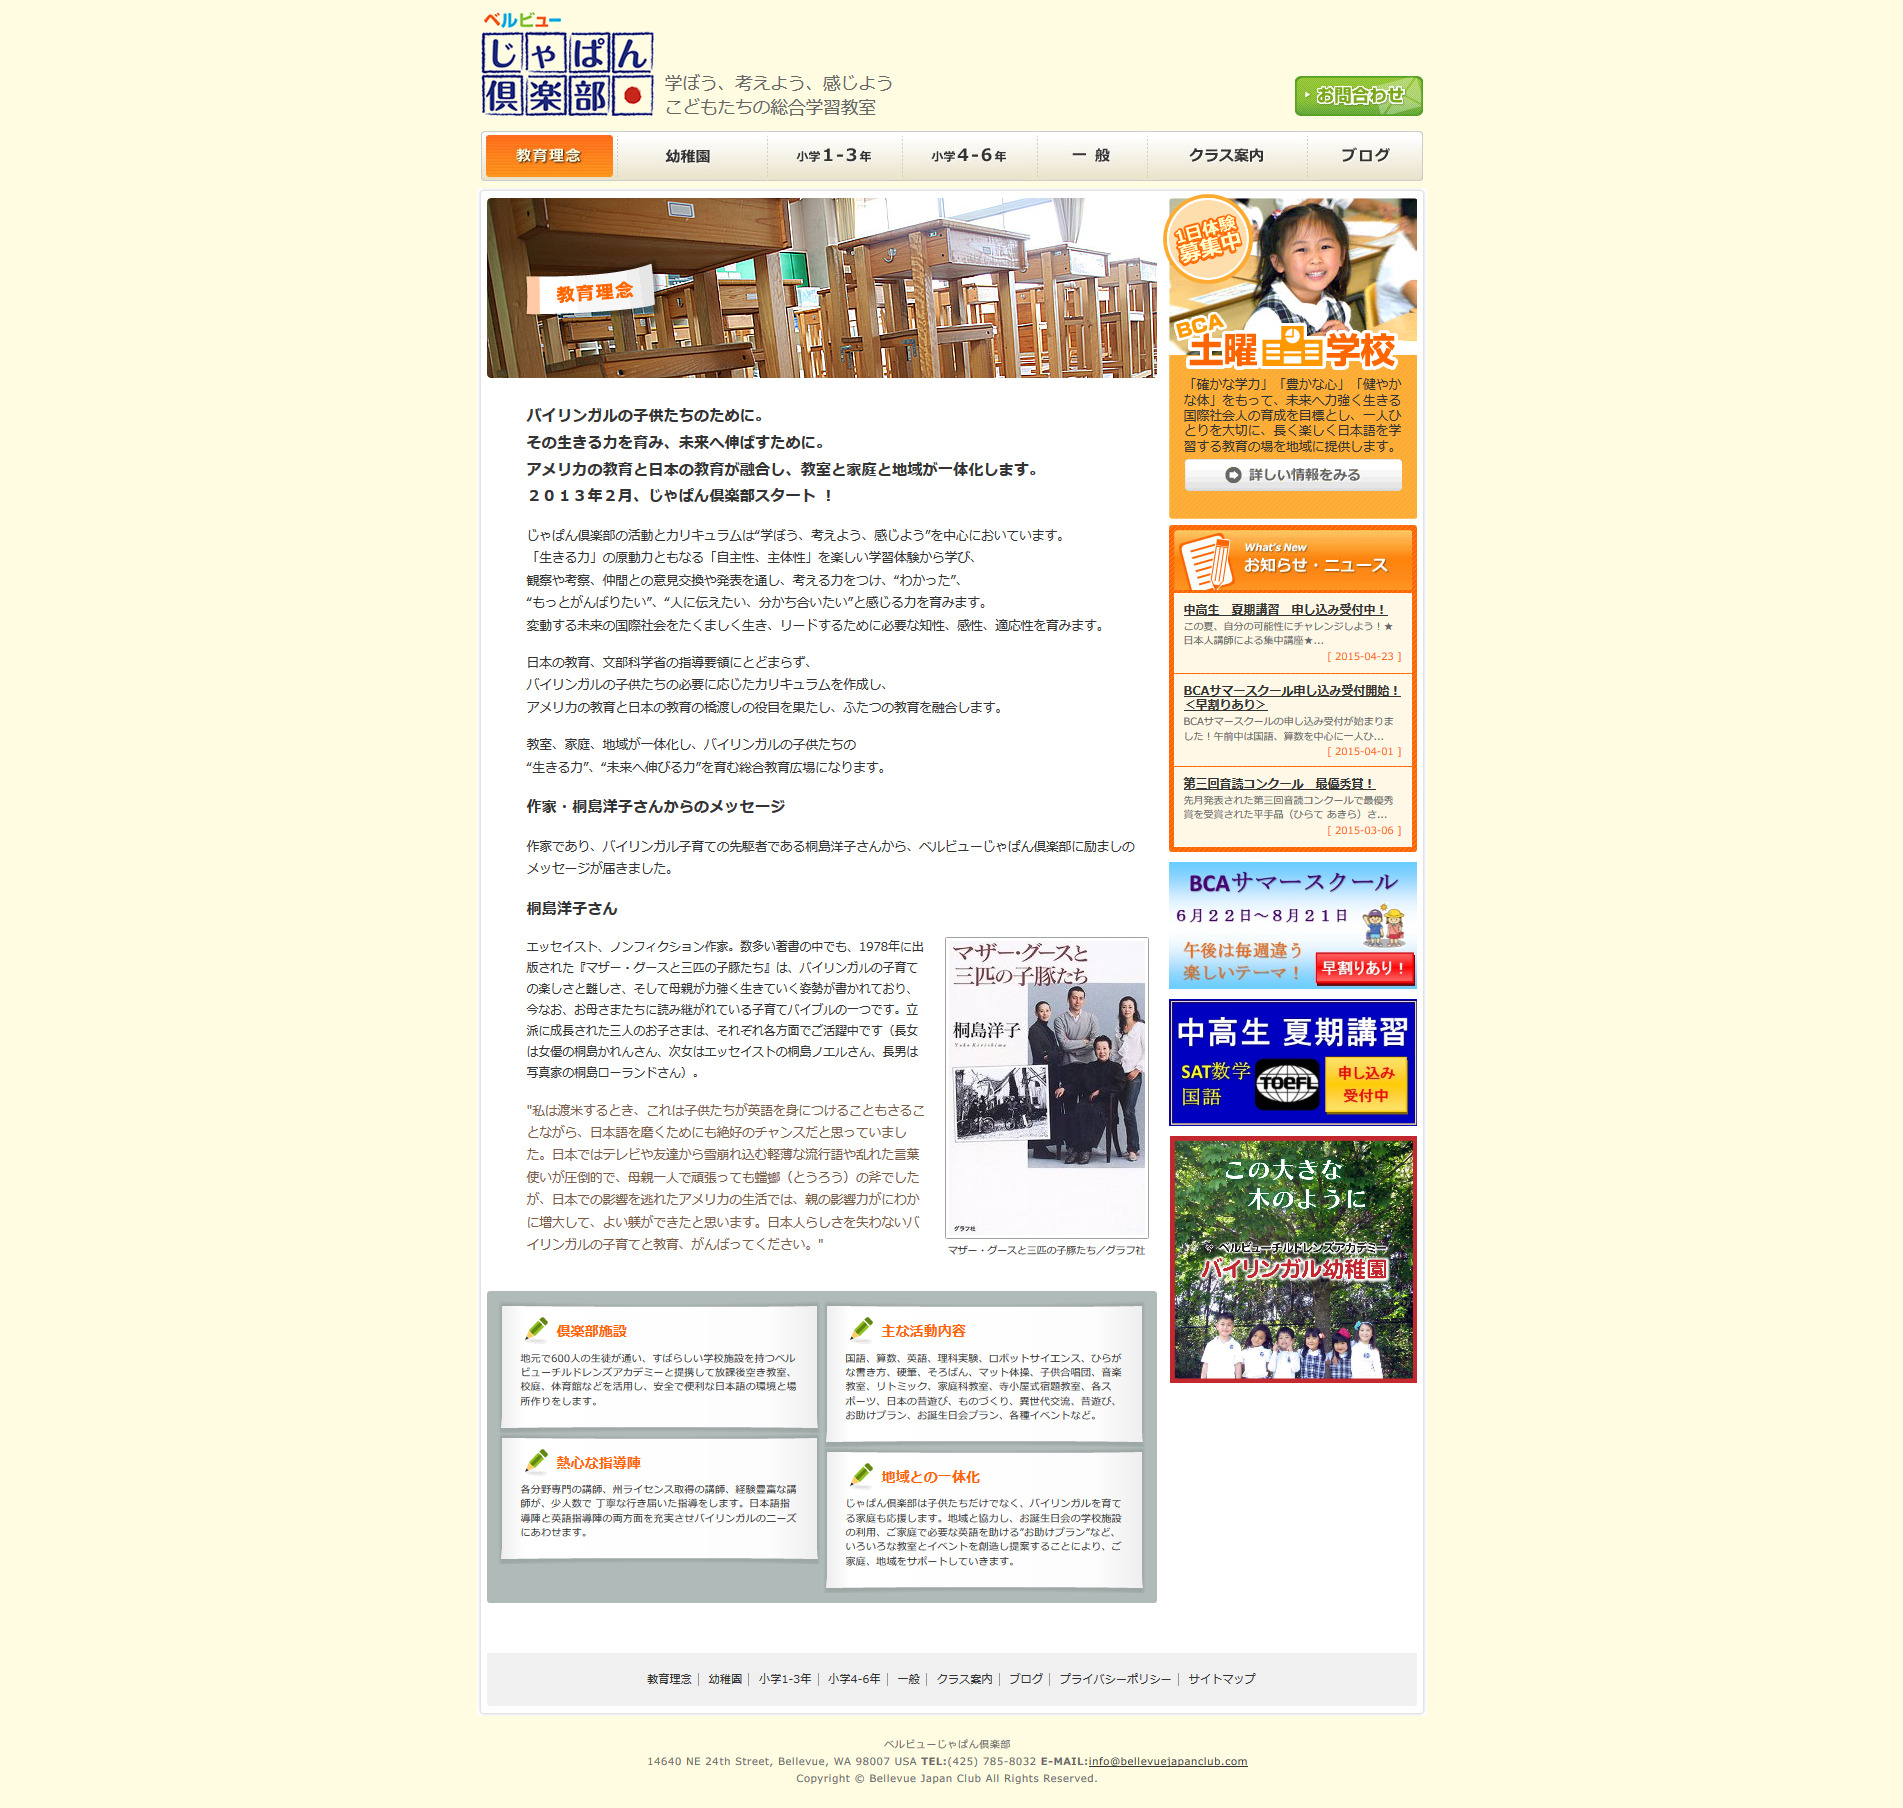 ベルビュー
じゃぱん
倶楽部
学ぼう、考えよう、感じよう
こどもたちの総合学習教室
お問合わせ
教育理念
幼稚園
小学1-3年
小学4-6年
一 般
クラス案内
ブログ
教育理念
バイリンガルの子供たちのために。
その生きる力を育み、未来へ伸ばすために。
アメリカの教育と日本の教育が融合し、教室と家庭と地域が一体化します。
２０１３年２月、じゃぱん倶楽部スタート ！
じゃぱん倶楽部の活動とカリキュラムは“学ぼう、考えよう、感じよう”を中心においています。
「生きる力」の原動力ともなる「自主性、主体性」を楽しい学習体験から学び、
観察や考察、仲間との意見交換や発表を通し、考える力をつけ、“わかった”、
“もっとがんばりたい”、“人に伝えたい、分かち合いたい”と感じる力を育みます。
変動する未来の国際社会をたくましく生き、リードするために必要な知性、感性、適応性を育みます。
日本の教育、文部科学省の指導要領にとどまらず、
バイリンガルの子供たちの必要に応じたカリキュラムを作成し、
アメリカの教育と日本の教育の橋渡しの役目を果たし、ふたつの教育を融合します。
教室、家庭、地域が一体化し、バイリンガルの子供たちの
“生きる力”、“未来へ伸びる力”を育む総合教育広場になります。
作家・桐島洋子さんからのメッセージ
作家であり、バイリンガル子育ての先駆者である桐島洋子さんから、ベルビューじゃぱん倶楽部に励ましの
メッセージが届きました。
桐島洋子さん
エッセイスト、ノンフィクション作家。数多い著書の中でも、1978年に出
版された『マザー・グースと三匹の子豚たち』は、バイリンガルの子育て
の楽しさと難しさ、そして母親が力強く生きていく姿勢が書かれており、
今なお、お母さまたちに読み継がれている子育てバイブルの一つです。立
派に成長された三人のお子さまは、それぞれ各方面でご活躍中です（長女
は女優の桐島かれんさん、次女はエッセイストの桐島ノエルさん、長男は
写真家の桐島ローランドさん）。
"私は渡米するとき、これは子供たちが英語を身につけることもさるこ
とながら、日本語を磨くためにも絶好のチャンスだと思っていまし
た。日本ではテレビや友達から雪崩れ込む軽薄な流行語や乱れた言葉
使いが圧倒的で、母親一人で頑張っても蟷螂（とうろう）の斧でした
が、日本での影響を逃れたアメリカの生活では、親の影響力がにわか
に増大して、よい躾ができたと思います。日本人らしさを失わないバ
イリンガルの子育てと教育、がんばってください。"
マザー・グースと
三匹の子豚たち
桐島洋子
Yoko Kirishima
グラフ社
マザー・グースと三匹の子豚たち／グラフ社
倶楽部施設
地元で600人の生徒が通い、すばらしい学校施設を持つベル
ビューチルドレンズアカデミーと提携して放課後空き教室、
校庭、体育館などを活用し、安全で便利な日本語の環境と場
所作りをします。
主な活動内容
国語、算数、英語、理科実験、ロボットサイエンス、ひらが
な書き方、硬筆、そろばん、マット体操、子供合唱団、音楽
教室、リトミック、家庭科教室、寺小屋式宿題教室、各ス
ポーツ、日本の昔遊び、ものづくり、異世代交流、昔遊び、
お助けプラン、お誕生日会プラン、各種イベントなど。
熱心な指導陣
各分野専門の講師、州ライセンス取得の講師、経験豊富な講
師が、少人数で 丁寧な行き届いた指導をします。日本語指
導陣と英語指導陣の両方面を充実させバイリンガルのニーズ
にあわせます。
地域との一体化
じゃぱん倶楽部は子供たちだけでなく、バイリンガルを育て
る家庭も応援します。地域と協力し、お誕生日会の学校施設
の利用、ご家庭で必要な英語を助ける”お助けプラン”など、
いろいろな教室とイベントを創造し提案することにより、ご
家庭、地域をサポートしていきます。
1日体験
募集中
BCA
土曜学校
「確かな学力」「豊かな心」「健やか
な体」をもって、未来へ力強く生きる
国際社会人の育成を目標とし、一人ひ
とりを大切に、長く楽しく日本語を学
習する教育の場を地域に提供します。
詳しい情報をみる
What's New
お知らせ・ニュース
中高生　夏期講習　申し込み受付中！
この夏、自分の可能性にチャレンジしよう！★
日本人講師による集中講座★...
[ 2015-04-23 ]
BCAサマースクール申し込み受付開始！
＜早割りあり＞
BCAサマースクールの申し込み受付が始まりま
した！午前中は国語、算数を中心に一人ひ...
[ 2015-04-01 ]
第三回音読コンクール　最優秀賞！
先月発表された第三回音読コンクールで最優秀
賞を受賞された平手晶（ひらて あきら）さ...
[ 2015-03-06 ]
BCAサマースクール
６月２２日～８月２１日
午後は毎週違う
楽しいテーマ！
早割りあり！
中高生 夏期講習
SAT数学
国語
TOEFL
申し込み
受付中
この大きな
木のように
ベルビューチルドレンズアカデミー
バイリンガル幼稚園
教育理念｜ 幼稚園｜ 小学1-3年｜ 小学4-6年｜ 一般｜ クラス案内｜ ブログ｜ プライバシーポリシー｜ サイトマップ
ベルビューじゃぱん倶楽部
14640 NE 24th Street, Bellevue, WA 98007 USA TEL:(425) 785-8032 E-MAIL:info@bellevuejapanclub.com
Copyright © Bellevue Japan Club All Rights Reserved.